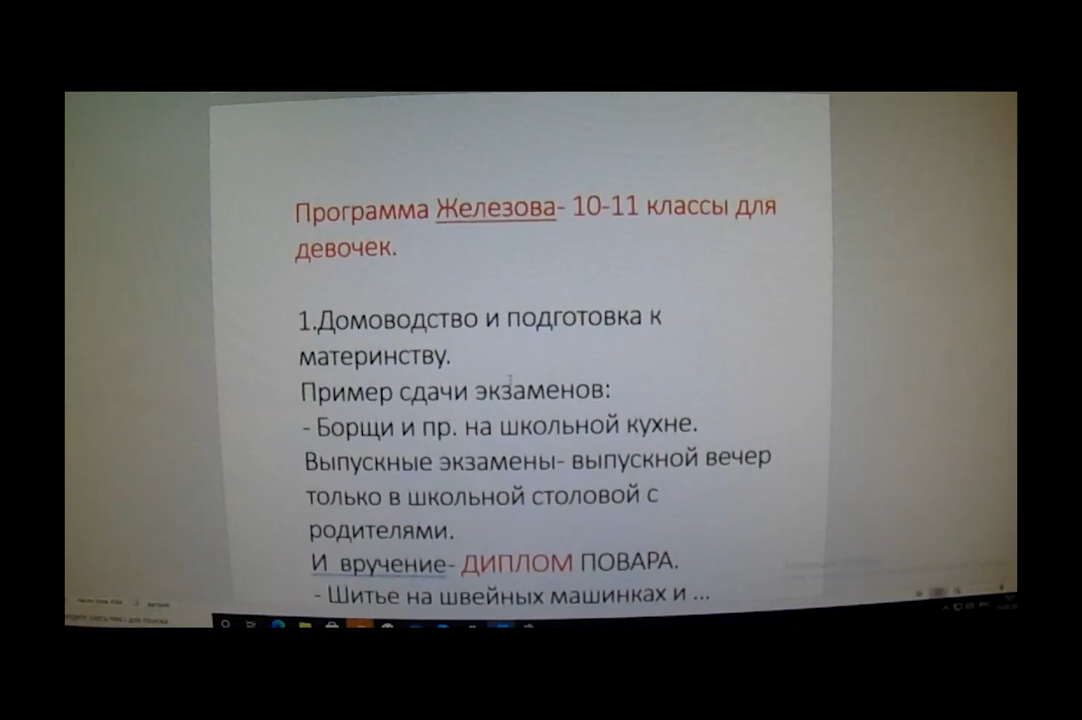 Программа Железова- 10-11 классы для
девочек.
1.Домоводство и подготовка к
материнству.
Пример сдачи экзаменов:
- Борщи и пр. на школьной кухне.
Выпускные экзамены- выпускной вечер
только в школьной столовой с
родителями.
И вручение- ДИПЛОМ ПОВАРА.
- Шитье на швейных машинках и ...